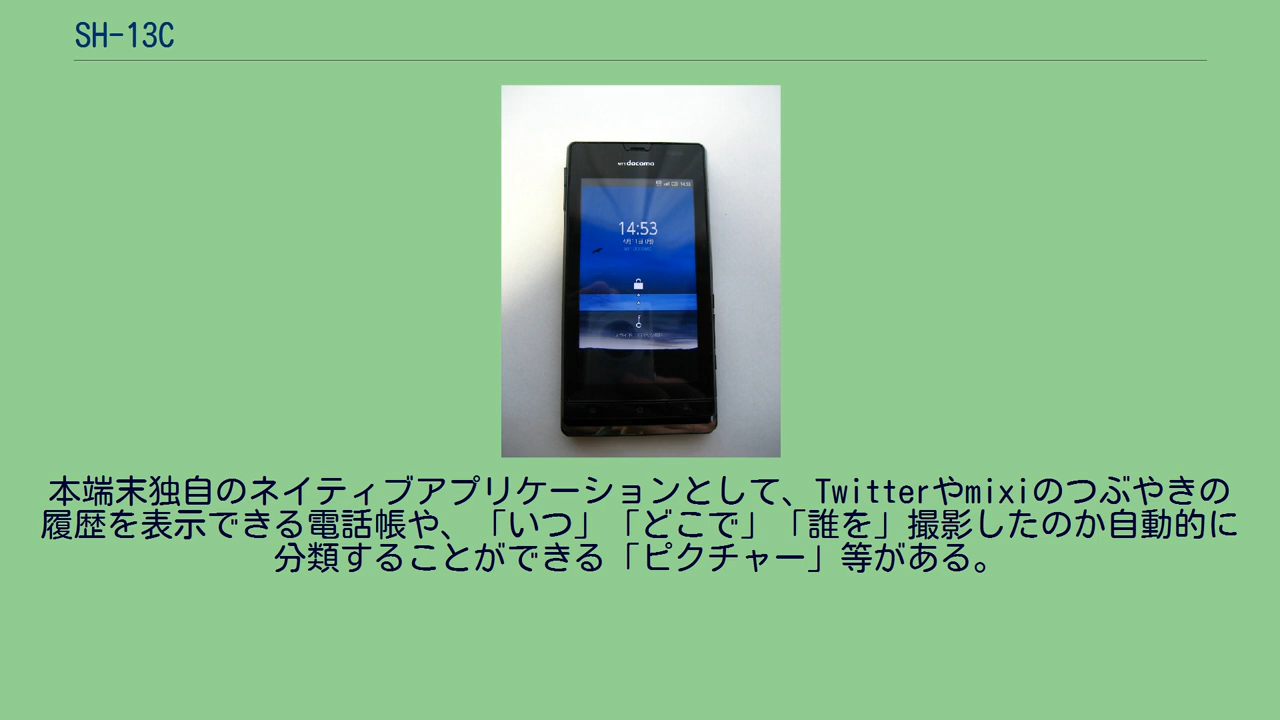 SH-13C
docomo
14:53
本端末独自のネイティブアプリケーションとして、Twitterやmixiのつぶやきの
履歴を表示できる電話帳や、「いつ」「どこで」「誰を」撮影したのか自動的に
分類することができる「ピクチャー」等がある。